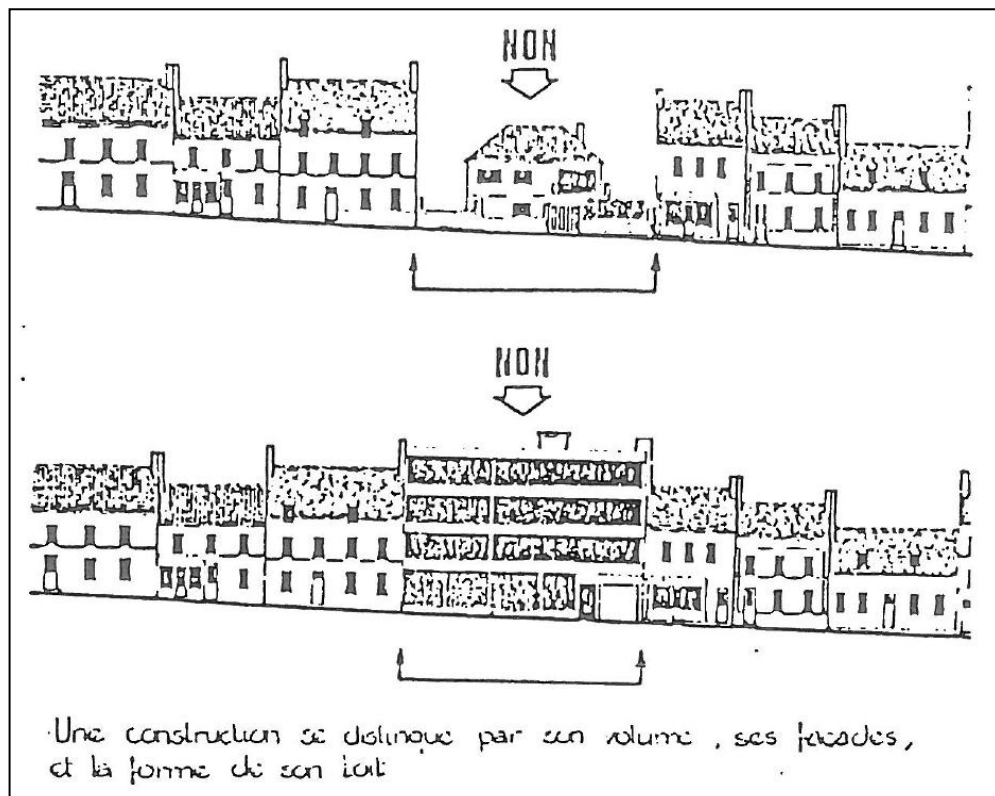 NON
NON
Une construction se distingue par son volume, ses façades,
et la forme de son toit